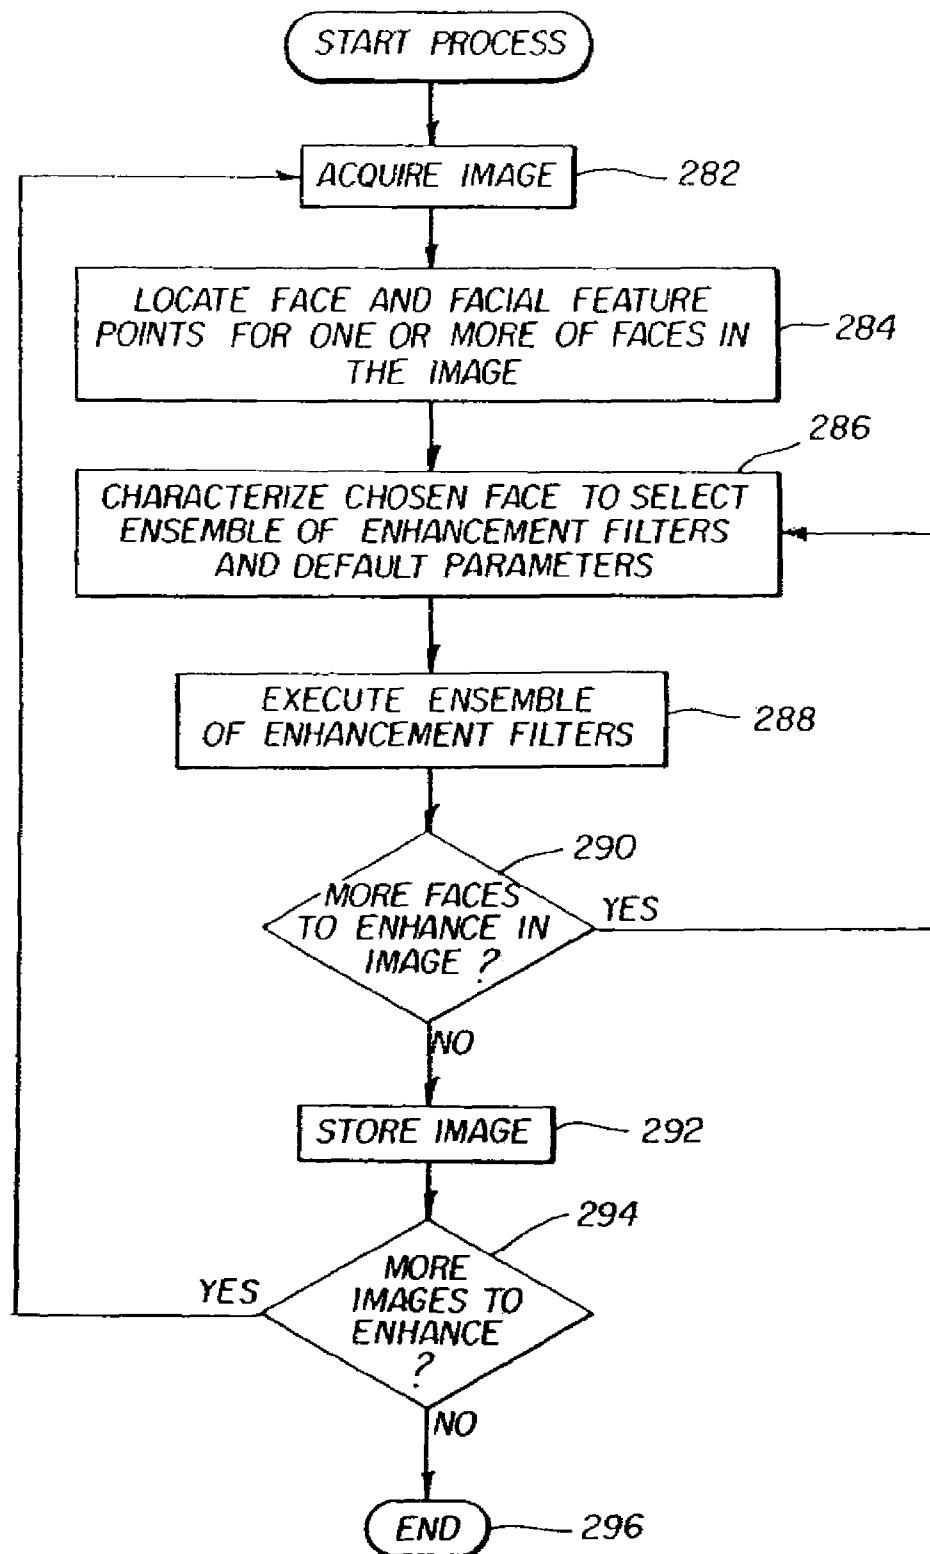 START PROCESS
ACQUIRE IMAGE
282
LOCATE FACE AND FACIAL FEATURE
POINTS FOR ONE OR MORE OF FACES IN
THE IMAGE
284
286
CHARACTERIZE CHOSEN FACE TO SELECT
ENSEMBLE OF ENHANCEMENT FILTERS
AND DEFAULT PARAMETERS
EXECUTE ENSEMBLE
OF ENHANCEMENT FILTERS
288
290
MORE FACES
TO ENHANCE IN
IMAGE ?
YES
NO
STORE IMAGE
292
294
MORE
IMAGES TO
ENHANCE
?
YES
NO
END
296